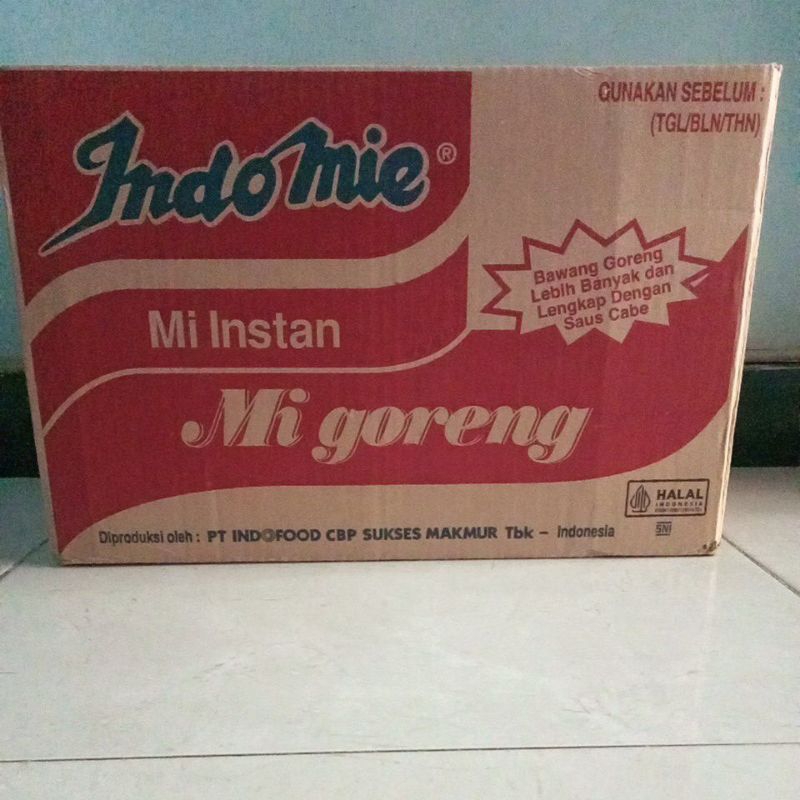 GUNAKAN SEBELUM :
(TGL/BLN/THN)
Indomie ®
Mi Instan
Bawang Goreng
Lebih Banyak dan
Lengkap Dengan
Saus Cabe
Mi goreng
HALAL
INDONESIA
SNI
Diproduksi oleh : PT INDOFOOD CBP SUKSES MAKMUR Tbk – Indonesia